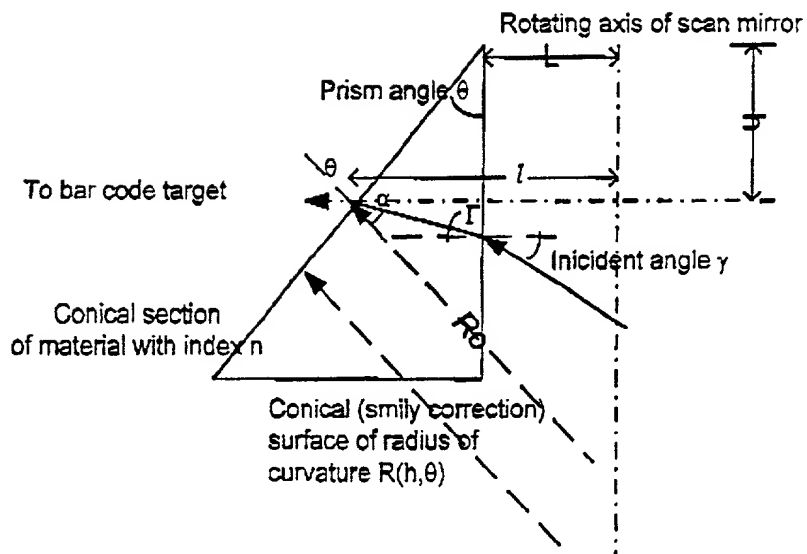 Rotating axis of scan mirror
L
Prism angle θ
h
θ
l
To bar code target
α
Γ
Inicident angle γ
Conical section
of material with index n
R0
Conical (smily correction)
surface of radius of
curvature R(h,θ)